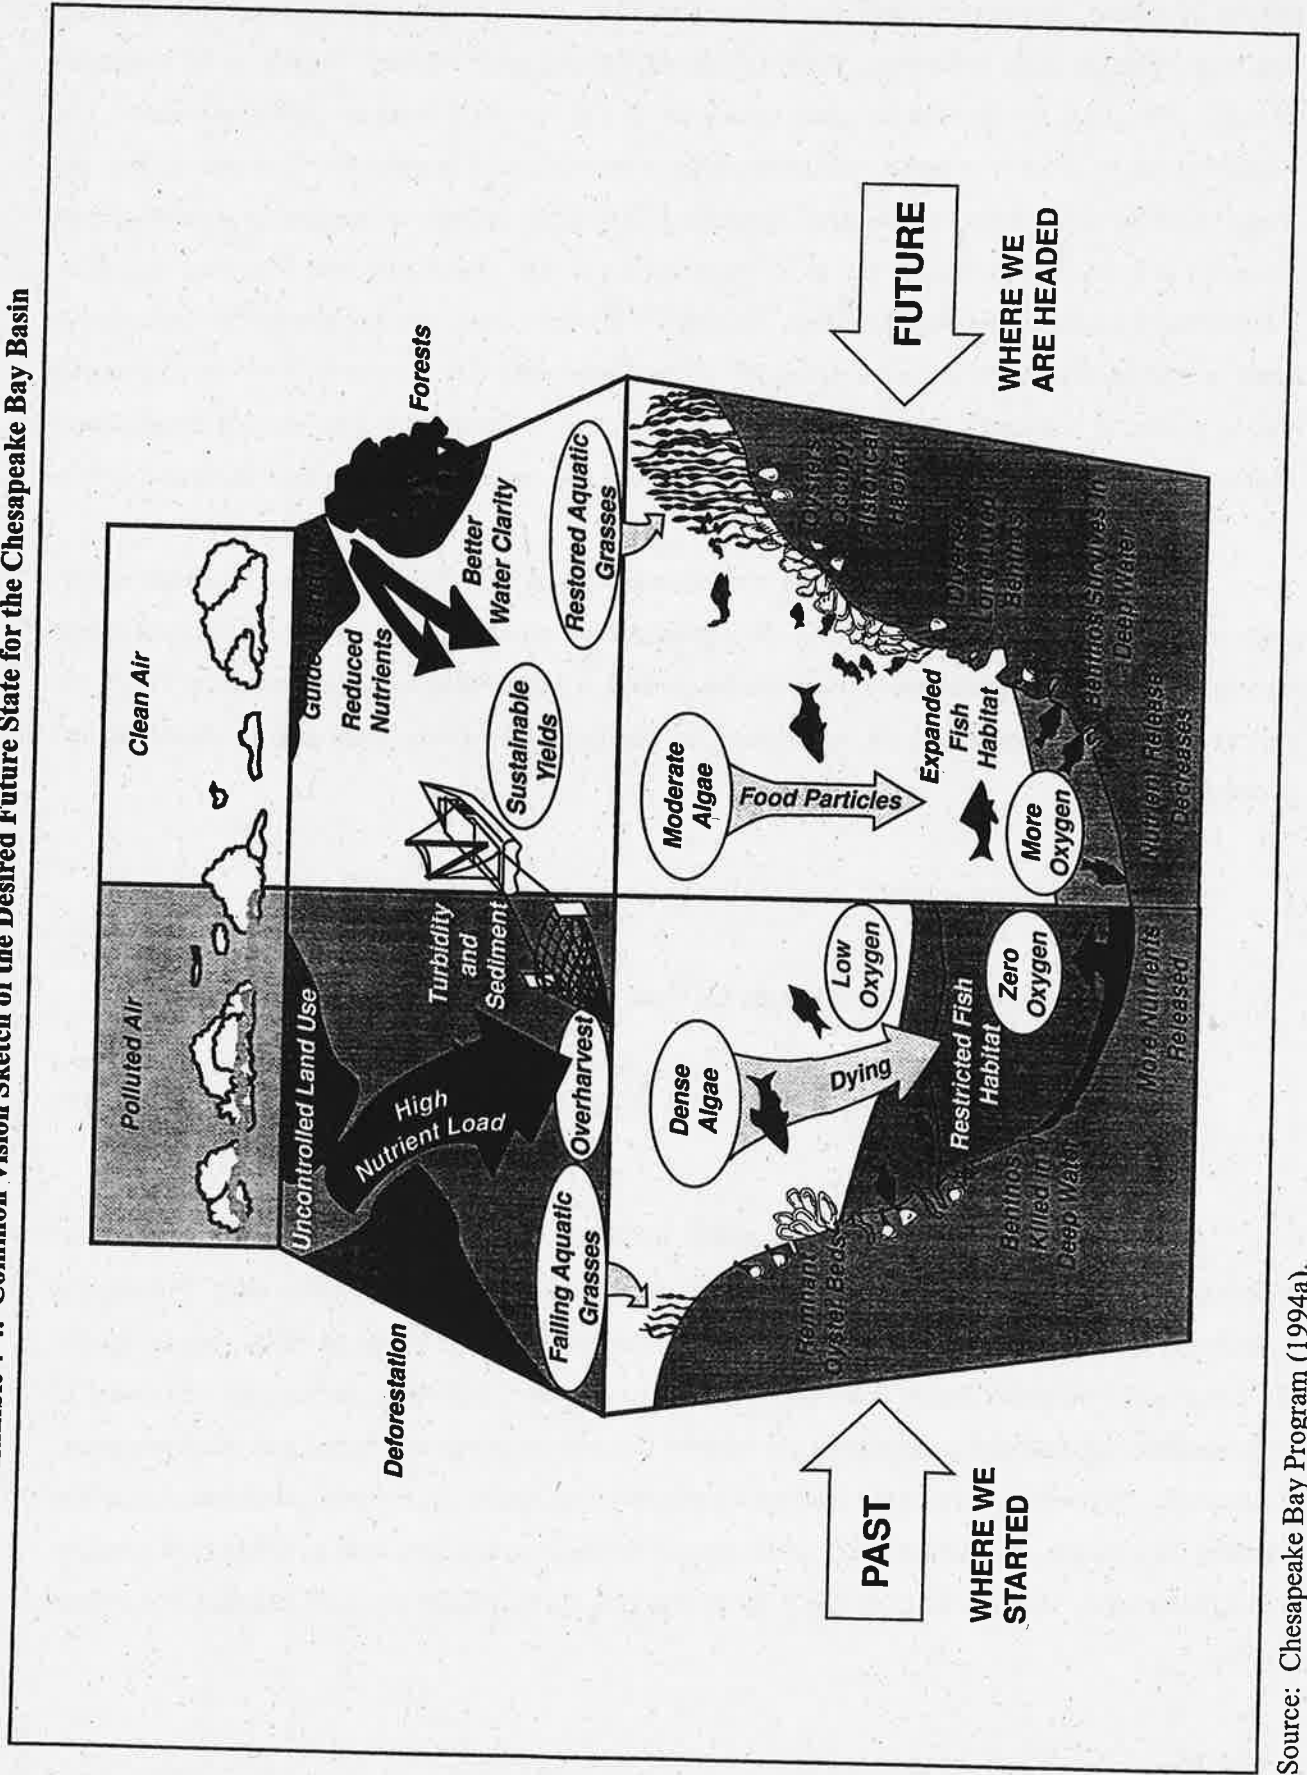 Common Vision Sketch of the Desired Future State for the Chesapeake Bay Basin
Polluted Air
Clean Air
Deforestation
Uncontrolled Land Use
High
Nutrient Load
Turbidity
and
Sediment
Failing Aquatic
Grasses
Overharvest
Reduced
Nutrients
Forests
Better
Water Clarity
Sustainable
Yields
Restored Aquatic
Grasses
PAST
WHERE WE
STARTED
Dense
Algae
Dying
Low
Oxygen
Remnant
Oyster Beds
Restricted Fish
Habitat
Zero
Oxygen
Benthos
Killed in
Deep Water
More Nutrients
Released
Moderate
Algae
Food Particles
Expanded
Fish
Habitat
More
Oxygen
Oysters
Occupy
Historical
Habitat
Diverse
Longlived
Benthos
Benthos Survives in
Deep Water
Nutrient Release
Decreases
FUTURE
WHERE WE
ARE HEADED
Source: Chesapeake Bay Program (1994a).